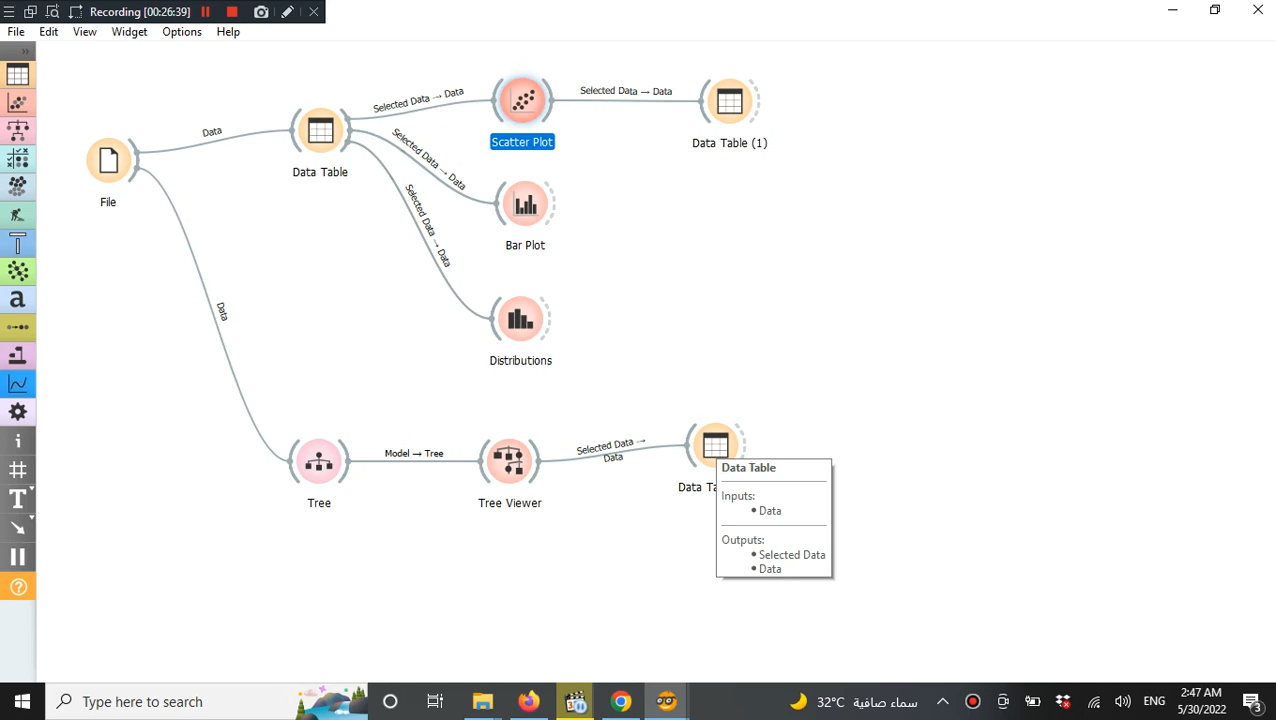 Recording [00:26:39]
File Edit View Widget Options Help
Data
Selected Data → Data
Selected Data → Data
Selected Data → Data
Selected Data → Data
File
Data Table
Scatter Plot
Data Table (1)
Bar Plot
Distributions
Data
a
T
Model → Tree
Selected Data →
Data
Tree
Tree Viewer
Data Ta
Data Table
Inputs:
• Data
Outputs:
• Selected Data
• Data
Type here to search
32°C سماء صافية
ENG
2:47 AM
5/30/2022
3